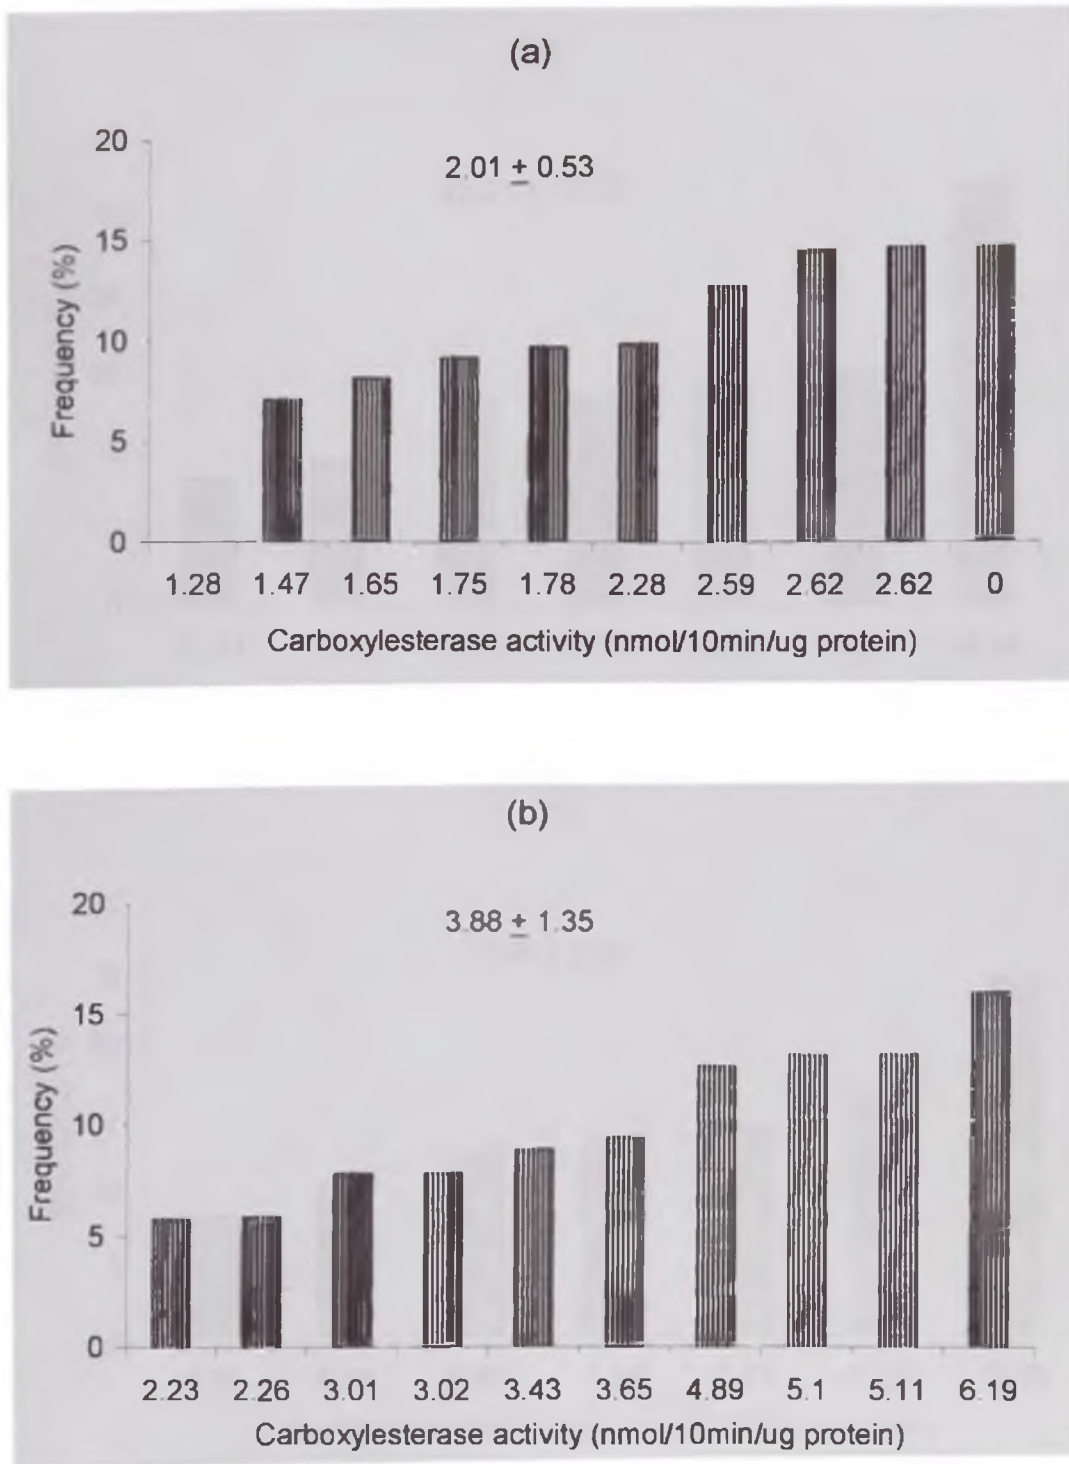 (a)
2.01 ± 0.53
Frequency (%)
20
15
10
5
0
1.28 1.47 1.65 1.75 1.78 2.28 2.59 2.62 2.62 0
Carboxylesterase activity (nmol/10min/ug protein)
(b)
3.88 ± 1.35
Frequency (%)
20
15
10
5
0
2.23 2.26 3.01 3.02 3.43 3.65 4.89 5.1 5.11 6.19
Carboxylesterase activity (nmol/10min/ug protein)